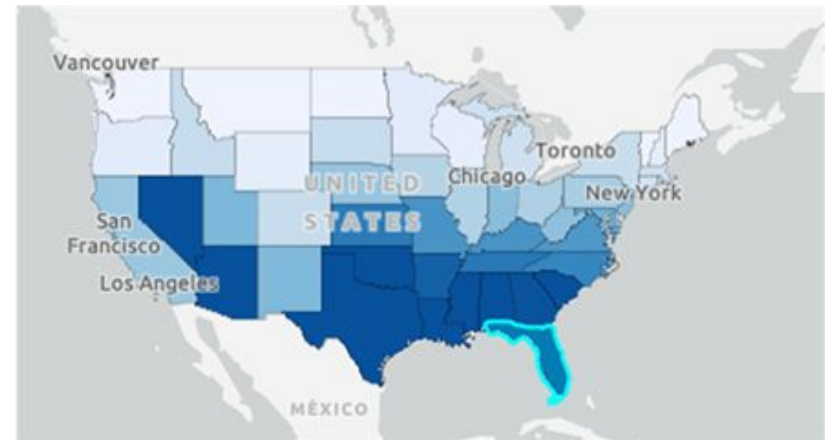 Vancouver
Toronto
UNITED
STATES
Chicago
New York
San
Francisco
Los Angeles
MÉXICO